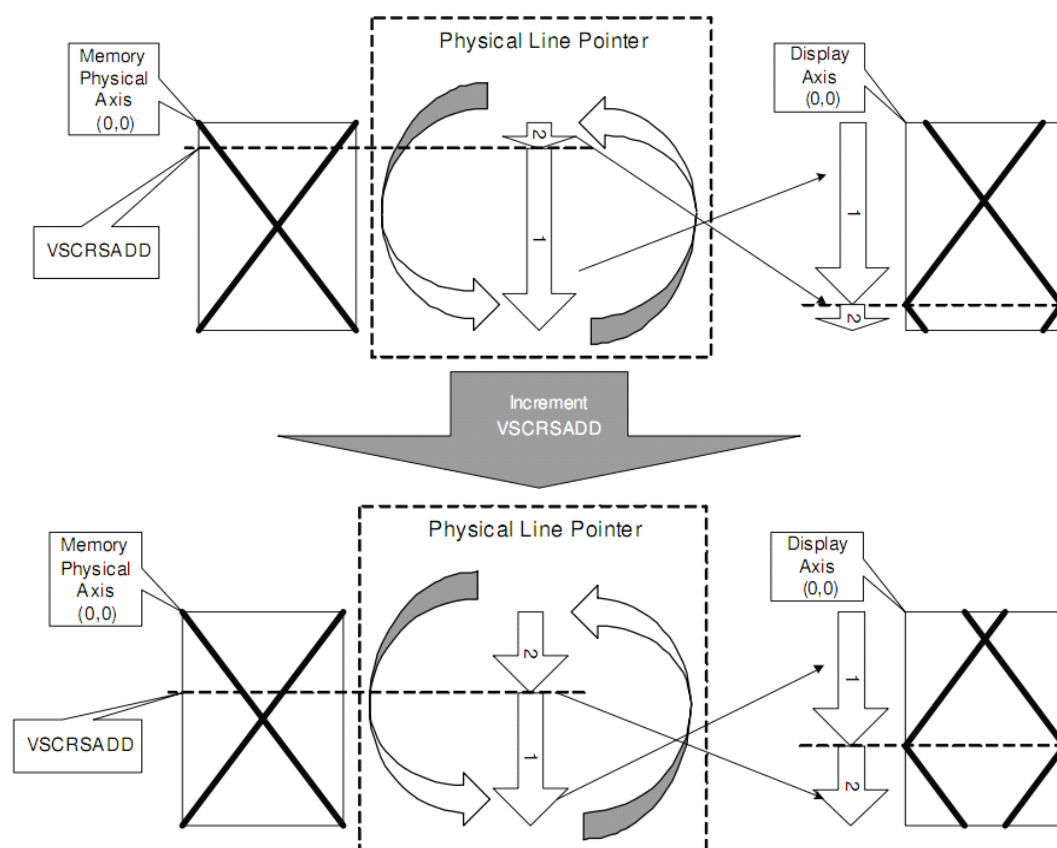 Physical Line Pointer
Memory
Physical
Axis
(0,0)
Display
Axis
(0,0)
2
1
1
2
VSCRSADD
Increment
VSCRSADD
Physical Line Pointer
Memory
Physical
Axis
(0,0)
Display
Axis
(0,0)
2
1
1
2
VSCRSADD